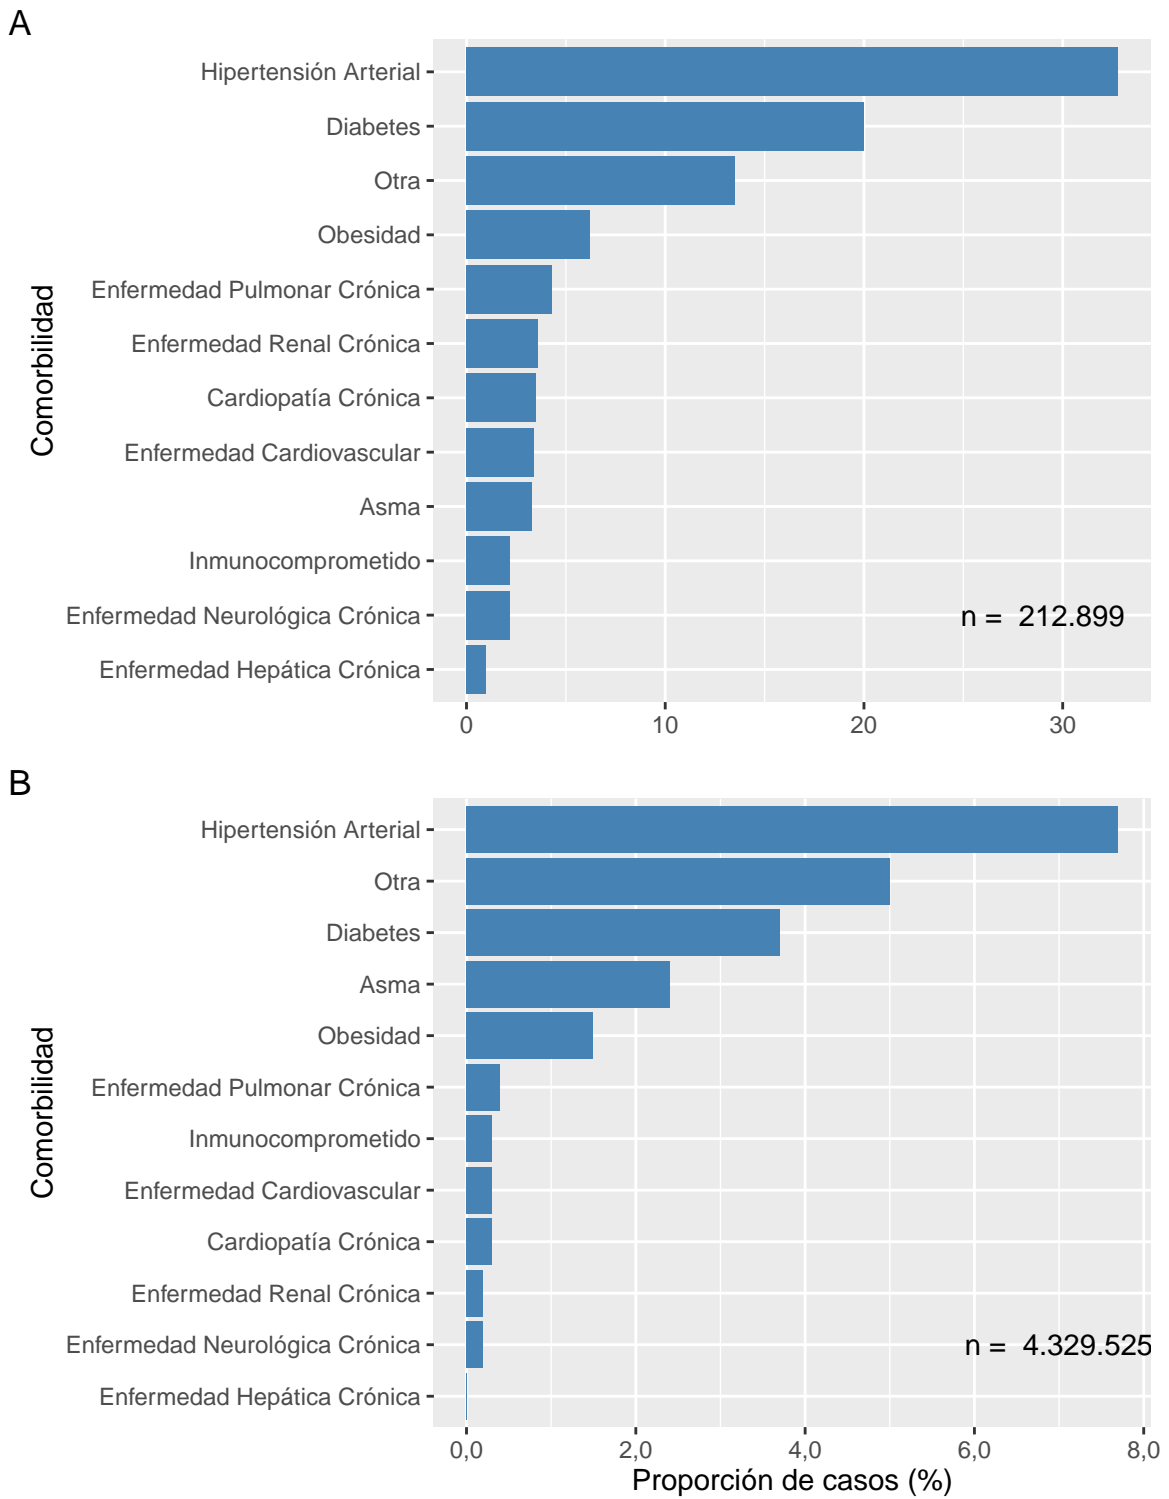 A
Comorbilidad
Hipertensión Arterial
Diabetes
Otra
Obesidad
Enfermedad Pulmonar Crónica
Enfermedad Renal Crónica
Cardiopatía Crónica
Enfermedad Cardiovascular
Asma
Inmunocomprometido
Enfermedad Neurológica Crónica
n = 212.899
Enfermedad Hepática Crónica
0 10 20 30
B
Comorbilidad
Hipertensión Arterial
Otra
Diabetes
Asma
Obesidad
Enfermedad Pulmonar Crónica
Inmunocomprometido
Enfermedad Cardiovascular
Cardiopatía Crónica
Enfermedad Renal Crónica
Enfermedad Neurológica Crónica
n = 4.329.525
Enfermedad Hepática Crónica
0,0 2,0 4,0 6,0 8,0
Proporción de casos (%)